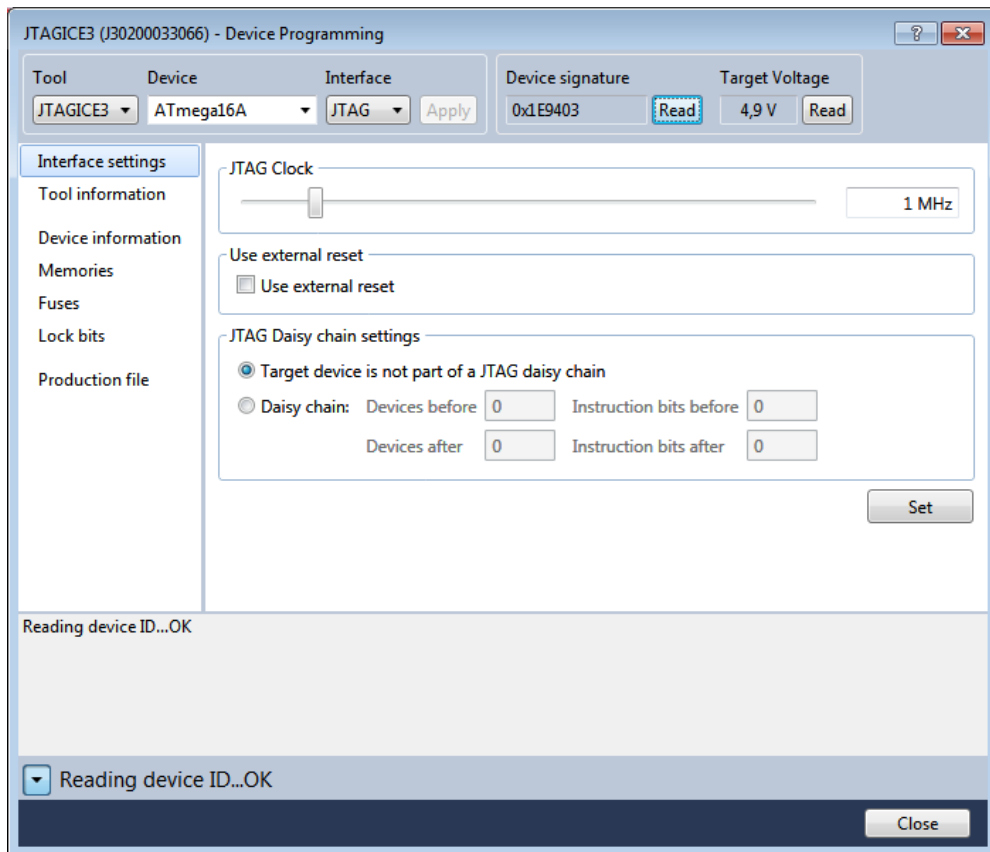 JTAGICE3 (J30200033066) - Device Programming
Tool Device Interface Device signature Target Voltage
JTAGICE3 ATmega16A JTAG Apply 0x1E9403 Read 4,9 V Read
Interface settings
Tool information
Device information
Memories
Fuses
Lock bits
Production file
JTAG Clock
1 MHz
Use external reset
Use external reset
JTAG Daisy chain settings
Target device is not part of a JTAG daisy chain
Daisy chain: Devices before 0 Instruction bits before 0
Devices after 0 Instruction bits after 0
Set
Reading device ID...OK
Reading device ID...OK
Close